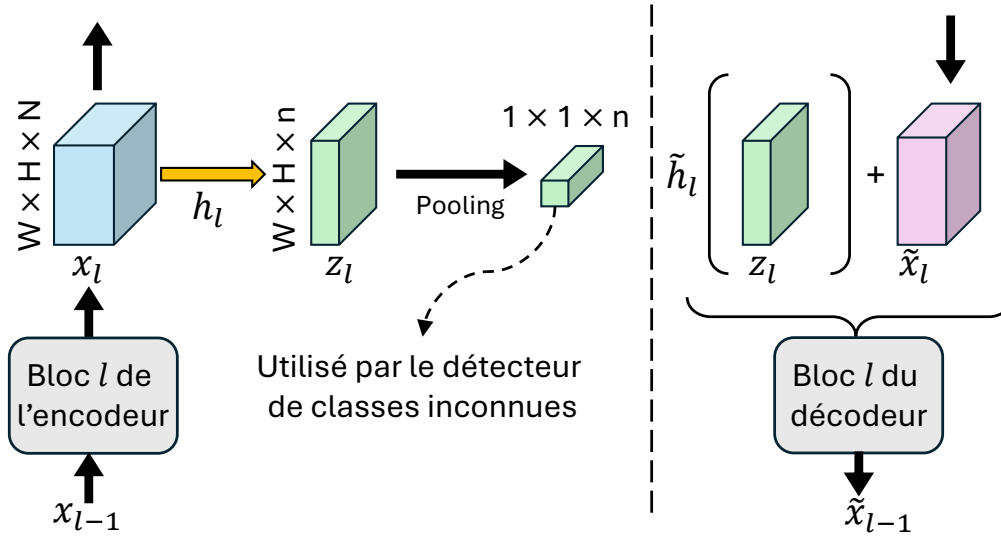 W × H × N
x_l
h_l
W × H × n
z_l
Pooling
1 × 1 × n
Bloc l de
l’encodeur
x_{l−1}
Utilisé par le détecteur
de classes inconnues
h̃_l
z_l
+
x̃_l
Bloc l du
décodeur
x̃_{l−1}